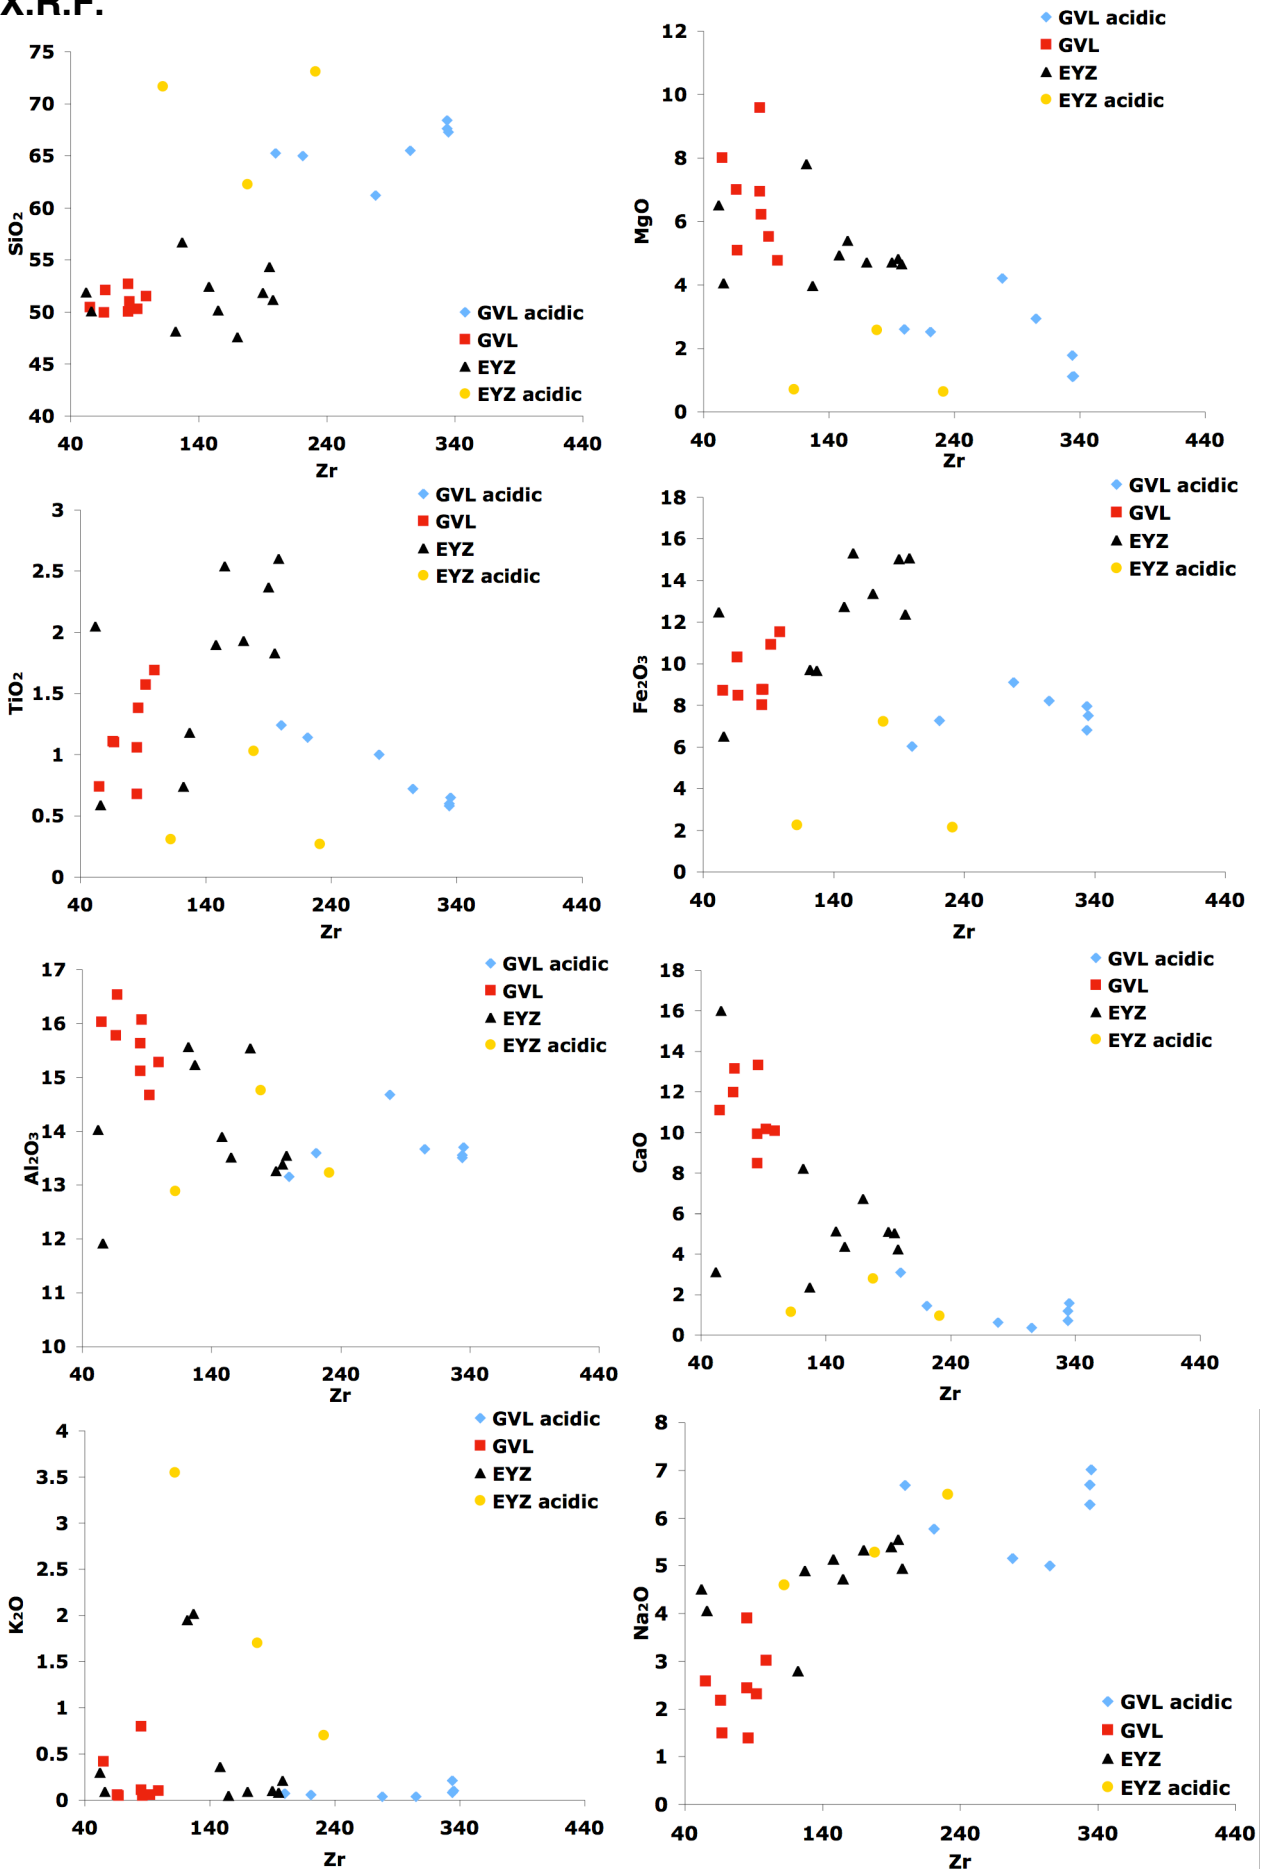 X.R.F.
GVL acidic
GVL
EYZ
EYZ acidic
75
70
65
60
55
50
45
40
SiO₂
40 140 240 340 440
Zr
GVL acidic
GVL
EYZ
EYZ acidic
12
10
8
6
4
2
0
MgO
40 140 240 340 440
Zr
GVL acidic
GVL
EYZ
EYZ acidic
3
2.5
2
1.5
1
0.5
0
TiO₂
40 140 240 340 440
Zr
GVL acidic
GVL
EYZ
EYZ acidic
18
16
14
12
10
8
6
4
2
0
Fe₂O₃
40 140 240 340 440
Zr
GVL acidic
GVL
EYZ
EYZ acidic
17
16
15
14
13
12
11
10
Al₂O₃
40 140 240 340 440
Zr
GVL acidic
GVL
EYZ
EYZ acidic
18
16
14
12
10
8
6
4
2
0
CaO
40 140 240 340 440
Zr
GVL acidic
GVL
EYZ
EYZ acidic
4
3.5
3
2.5
2
1.5
1
0.5
0
K₂O
40 140 240 340 440
Zr
8
7
6
5
4
3
2
1
0
Na₂O
GVL acidic
GVL
EYZ
EYZ acidic
40 140 240 340 440
Zr